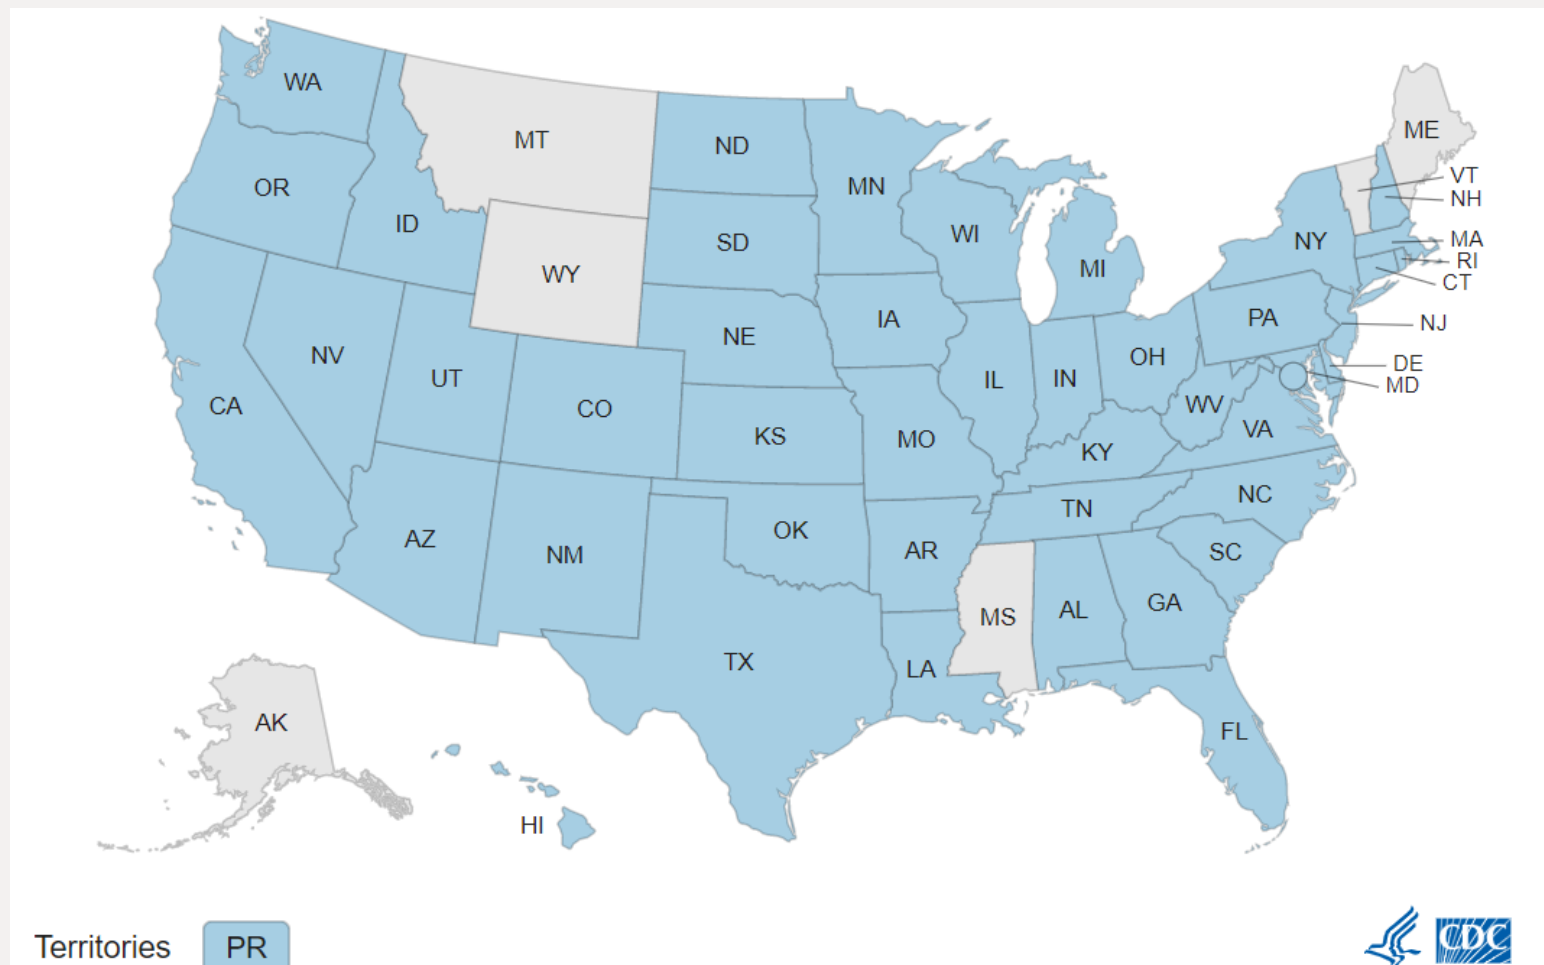 WA
MT
ME
ND
OR
MN
VT
NH
ID
WI
NY
MA
SD
RI
WY
MI
CT
IA
PA
NJ
NE
NV
OH
DE
UT
IL
IN
MD
CA
CO
WV
KS
MO
VA
KY
NC
TN
OK
AZ
AR
SC
NM
MS
AL
GA
TX
LA
AK
FL
HI
Territories
PR
CDC